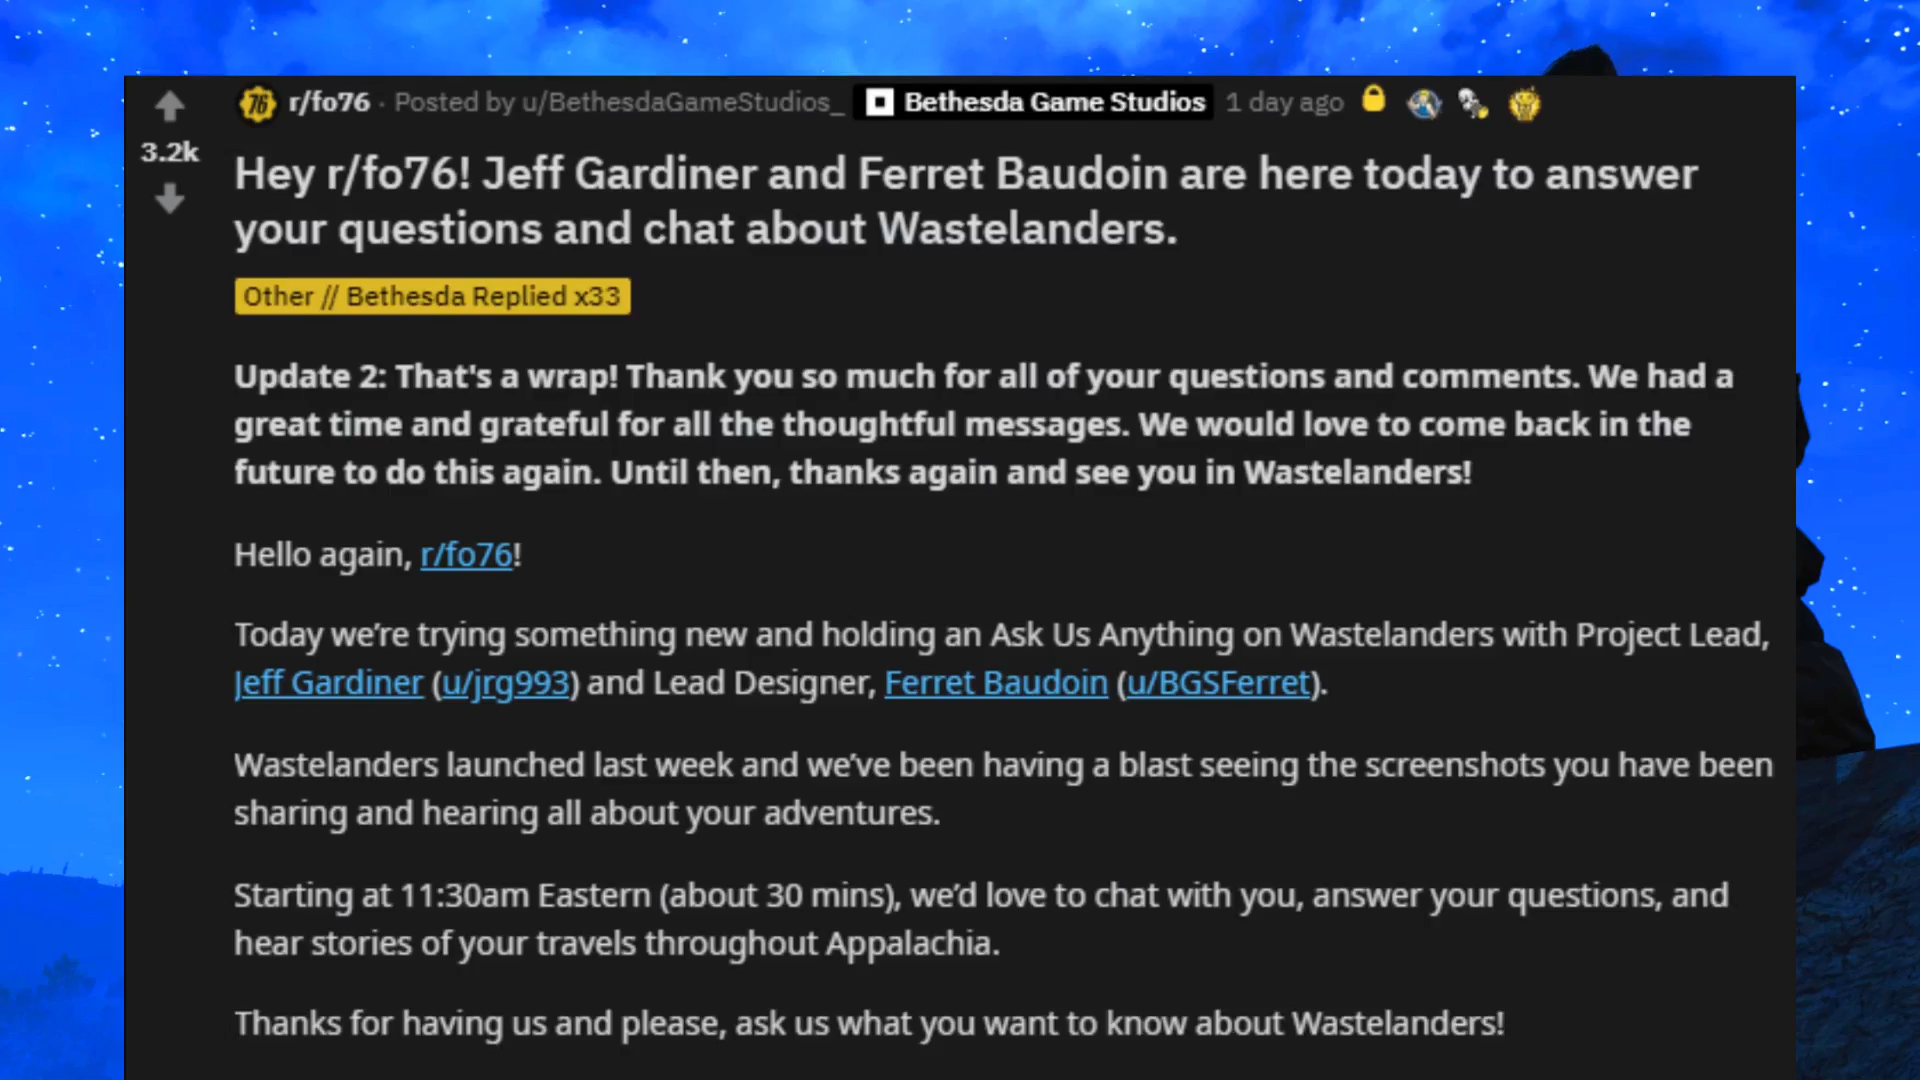 r/fo76 · Posted by u/BethesdaGameStudios_ Bethesda Game Studios 1 day ago
3.2k
Hey r/fo76! Jeff Gardiner and Ferret Baudoin are here today to answer
your questions and chat about Wastelanders.
Other // Bethesda Replied x33
Update 2: That's a wrap! Thank you so much for all of your questions and comments. We had a
great time and grateful for all the thoughtful messages. We would love to come back in the
future to do this again. Until then, thanks again and see you in Wastelanders!
Hello again, r/fo76!
Today we’re trying something new and holding an Ask Us Anything on Wastelanders with Project Lead,
Jeff Gardiner (u/jrg993) and Lead Designer, Ferret Baudoin (u/BGSFerret).
Wastelanders launched last week and we’ve been having a blast seeing the screenshots you have been
sharing and hearing all about your adventures.
Starting at 11:30am Eastern (about 30 mins), we’d love to chat with you, answer your questions, and
hear stories of your travels throughout Appalachia.
Thanks for having us and please, ask us what you want to know about Wastelanders!